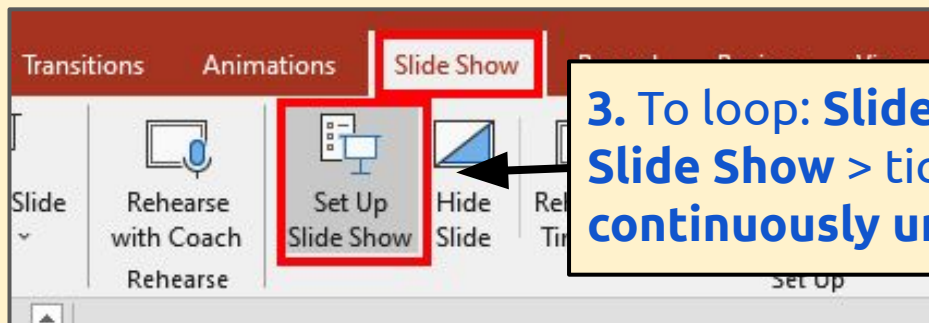 Transitions Animations Slide Show
3. To loop: Slide
Slide Show > tic
continuously
Slide Rehearse Set Up Hide
with Coach Slide Show Slide
Rehearse Set Up